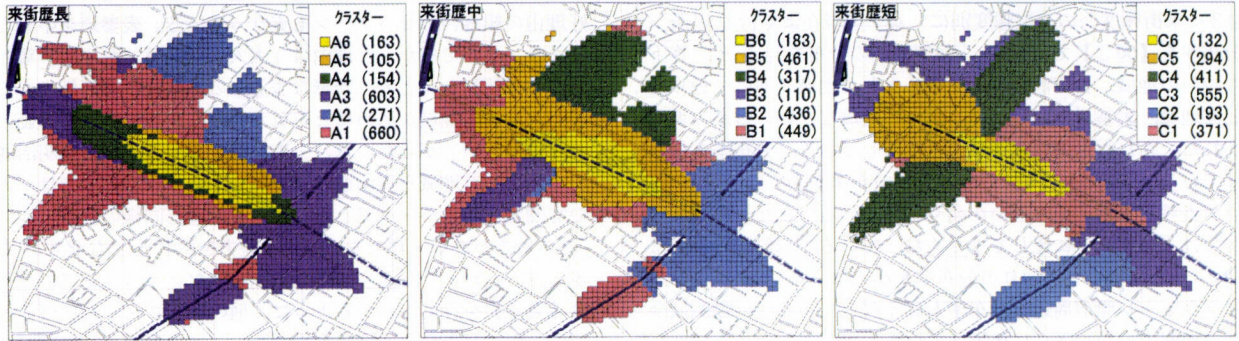 来街歴長
クラスター
A6 (163)
A5 (105)
A4 (154)
A3 (603)
A2 (271)
A1 (660)
来街歴中
クラスター
B6 (183)
B5 (461)
B4 (317)
B3 (110)
B2 (436)
B1 (449)
来街歴短
クラスター
C6 (132)
C5 (294)
C4 (411)
C3 (555)
C2 (193)
C1 (371)